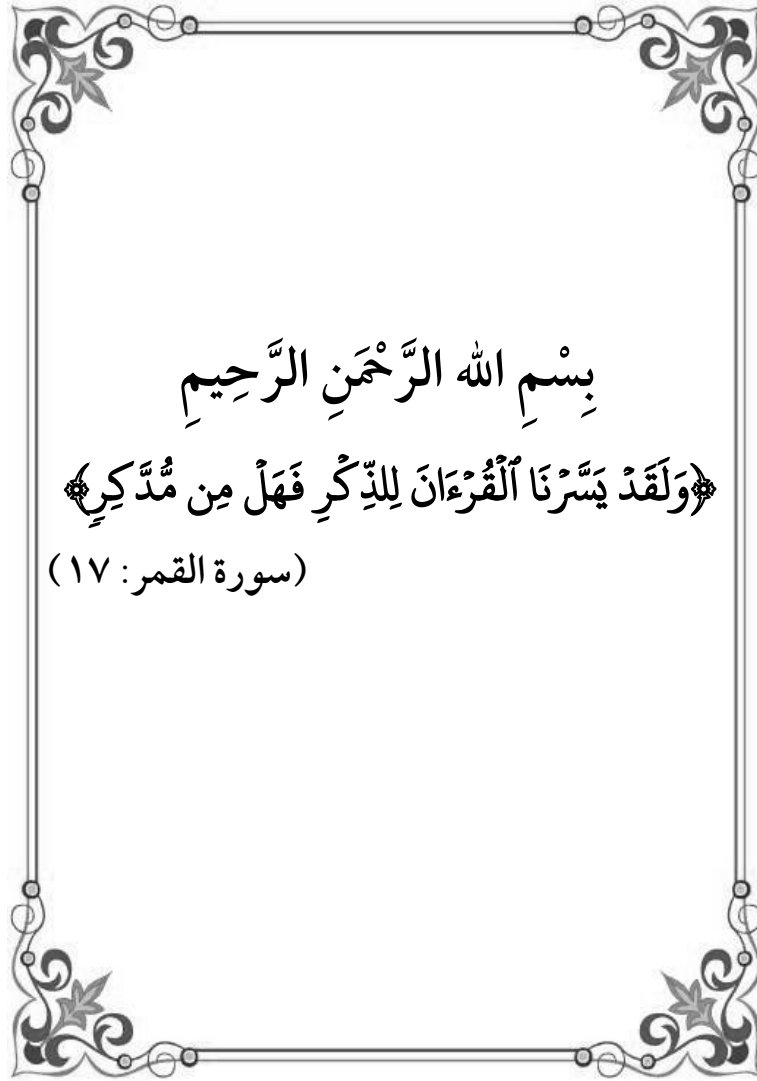 بِسْمِ الله الرَّحْمَنِ الرَّحِيمِ
﴿وَلَقَدْ يَسَّرْنَا ٱلْقُرْءَانَ لِلذِّكْرِ فَهَلْ مِن مُّدَّكِرٖ﴾
(سورة القمر: ١٧)